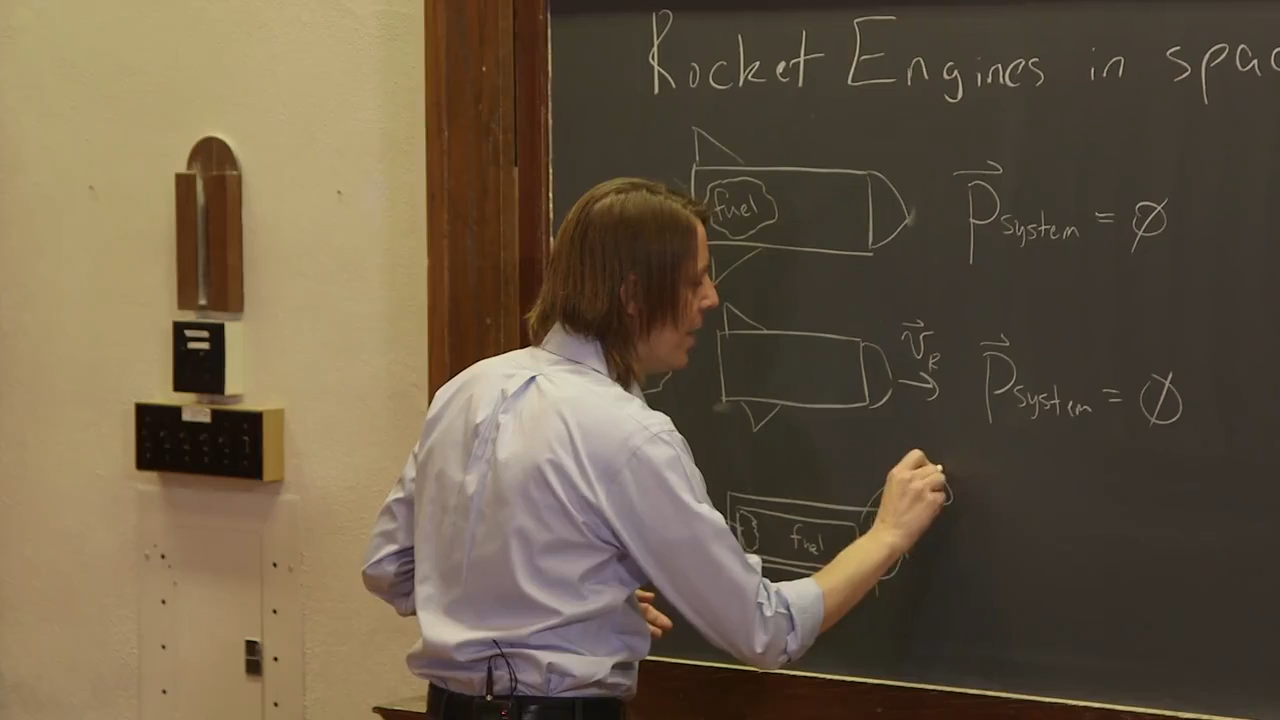 Rocket Engines in spac
fuel
P system = ∅
v R
P system = ∅
fuel